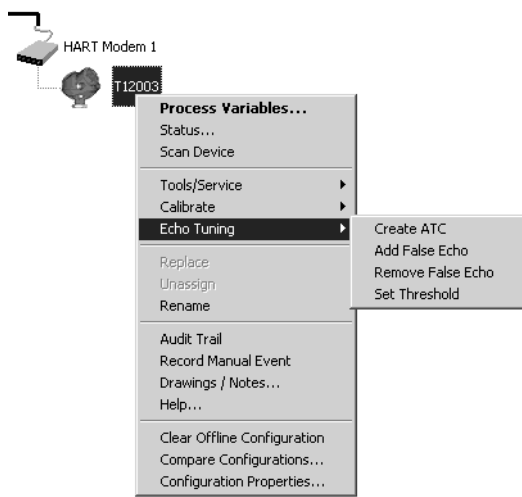 HART Modem 1
T12003
Process Variables...
Status...
Scan Device
Tools/Service
Calibrate
Echo Tuning
Create ATC
Add False Echo
Remove False Echo
Set Threshold
Replace
Unassign
Rename
Audit Trail
Record Manual Event
Drawings / Notes...
Help...
Clear Offline Configuration
Compare Configurations...
Configuration Properties...